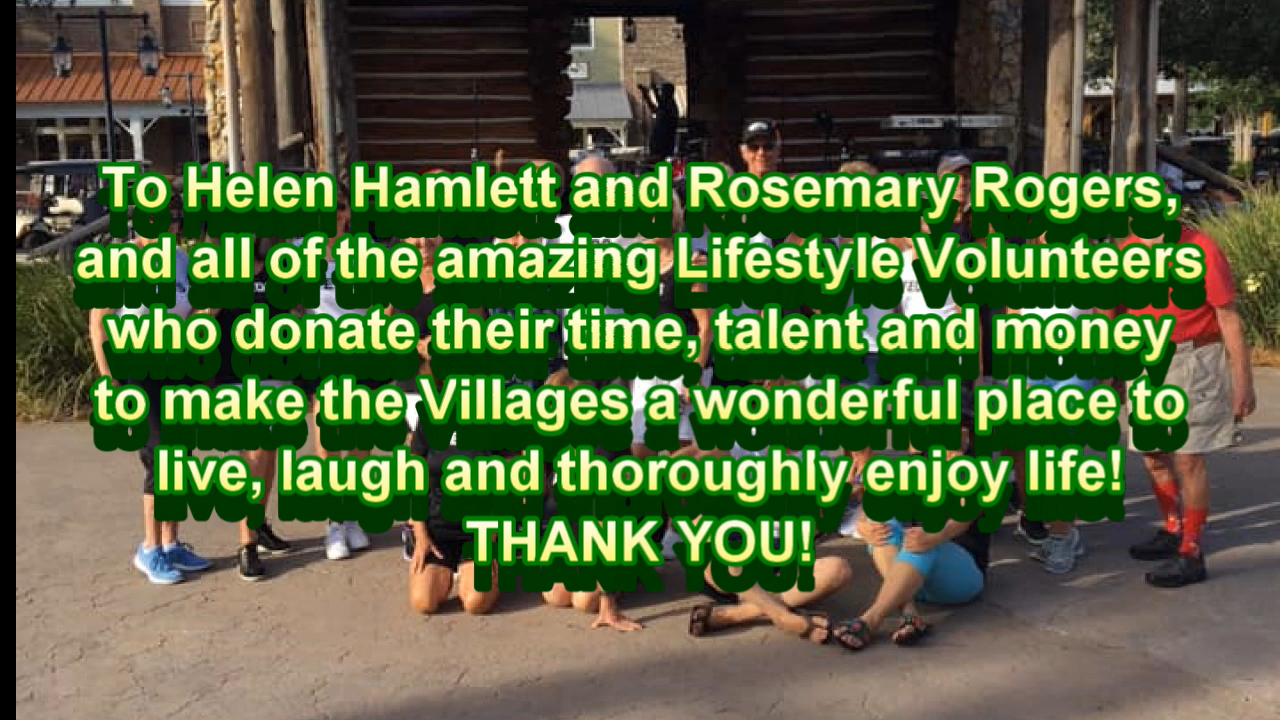 To Helen Hamlett and Rosemary Rogers,
and all of the amazing Lifestyle Volunteers
who donate their time, talent and money
to make the Villages a wonderful place to
live, laugh and thoroughly enjoy life!
THANK YOU!